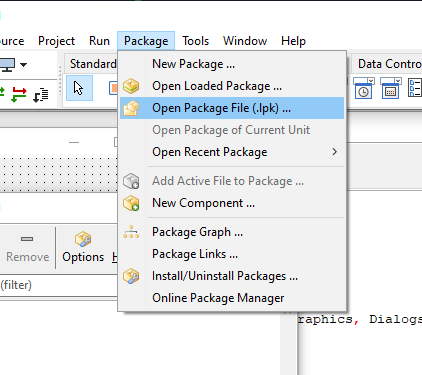 Project Run Package Tools Window Help
Standard
Data Contro
New Package ...
Open Loaded Package ...
Open Package File (.lpk) ...
Open Package of Current Unit
Open Recent Package
Add Active File to Package ...
New Component ...
Package Graph ...
Package Links ...
Install/Uninstall Packages ...
Online Package Manager
Remove Options
(filter)
raphics, Dialogs